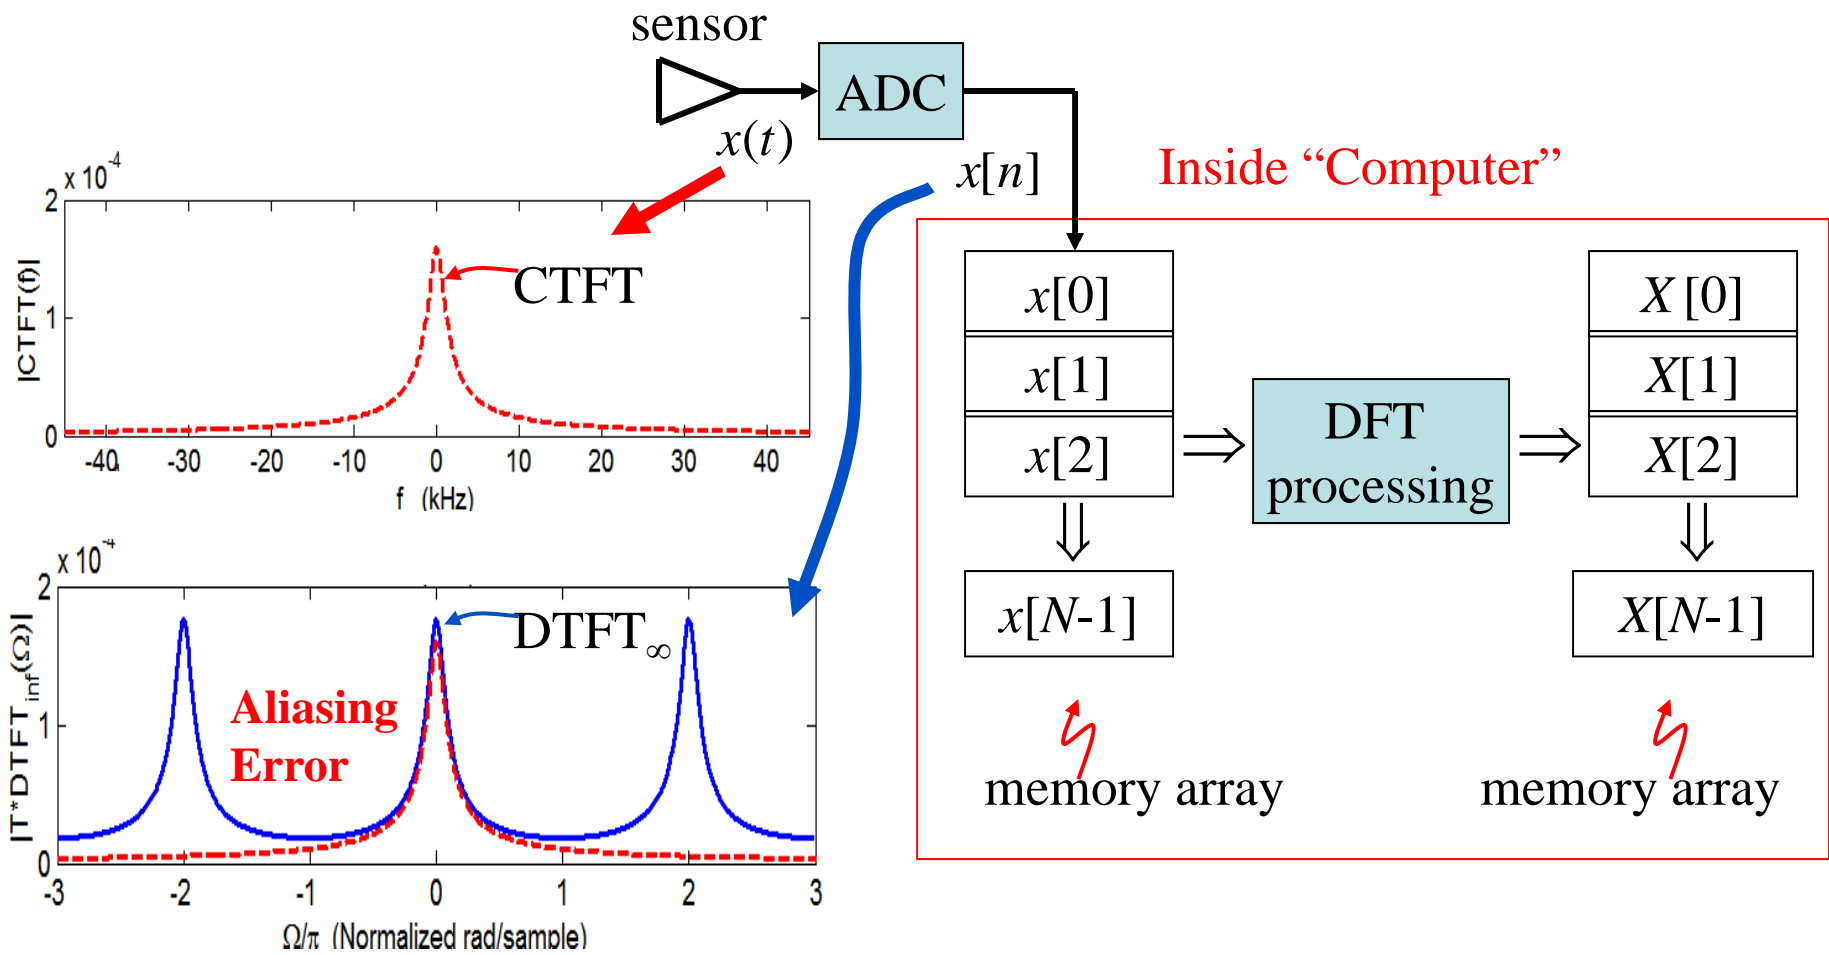 sensor
ADC
x(t)
x[n]
Inside “Computer”
x 10⁻⁴
2
1
0
|CTFT(f)|
CTFT
-40 -30 -20 -10 0 10 20 30 40
f (kHz)
x 10⁻⁴
2
1
0
|T*DTFT_inf(Ω)|
DTFT_∞
Aliasing
Error
-3 -2 -1 0 1 2 3
Ω/π (Normalized rad/sample)
x[0]
x[1]
x[2]
x[N-1]
memory array
DFT
processing
X [0]
X[1]
X[2]
X[N-1]
memory array